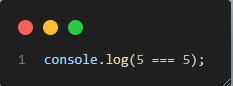 1 console.log(5 === 5);